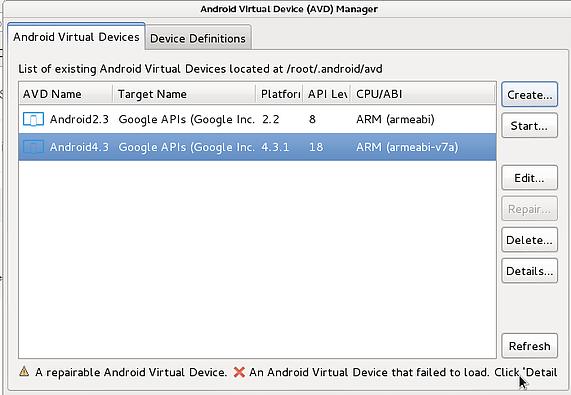 Android Virtual Device (AVD) Manager
Android Virtual Devices Device Definitions
List of existing Android Virtual Devices located at /root/.android/avd
AVD Name Target Name Platforr API Lev CPU/ABI
Create...
Android2.3 Google APIs (Google Inc. 2.2 8 ARM (armeabi)
Start...
Android4.3 Google APIs (Google Inc. 4.3.1 18 ARM (armeabi-v7a)
Edit...
Repair...
Delete...
Details...
Refresh
A repairable Android Virtual Device. An Android Virtual Device that failed to load. Click 'Detail